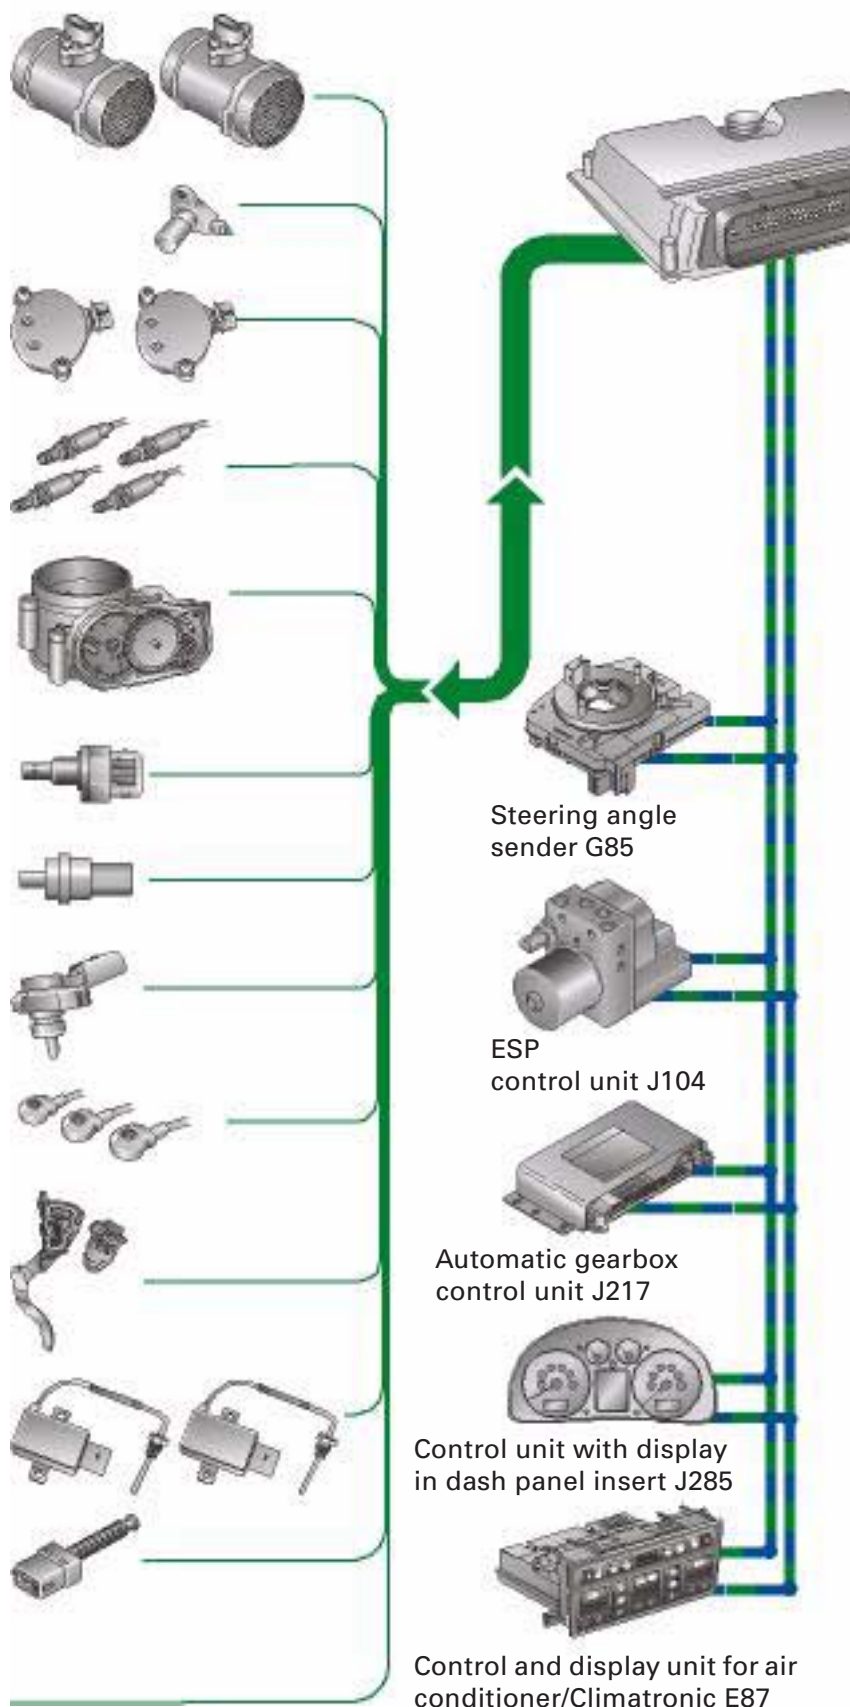 Steering angle
sender G85
ESP
control unit J104
Automatic gearbox
control unit J217
Control unit with display
in dash panel insert J285
Control and display unit for air
conditioner/Climatronic E87